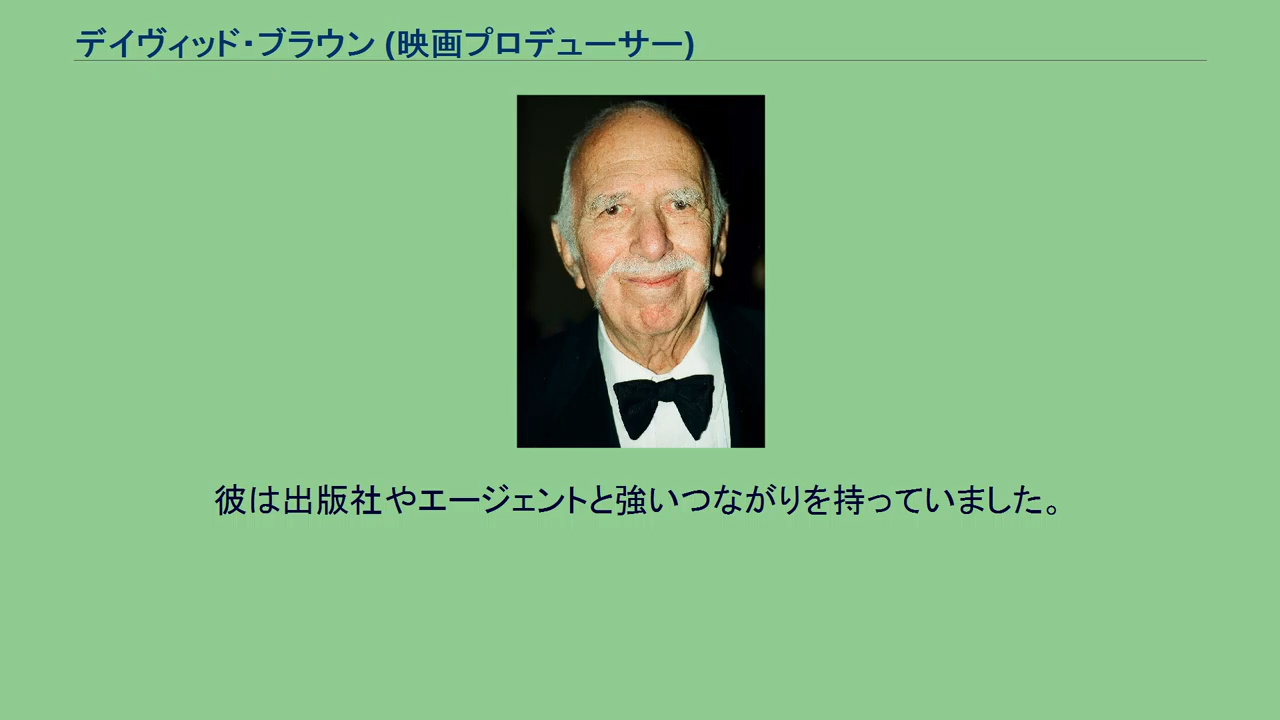 デイヴィッド・ブラウン (映画プロデューサー)
彼は出版社やエージェントと強いつながりを持っていました。